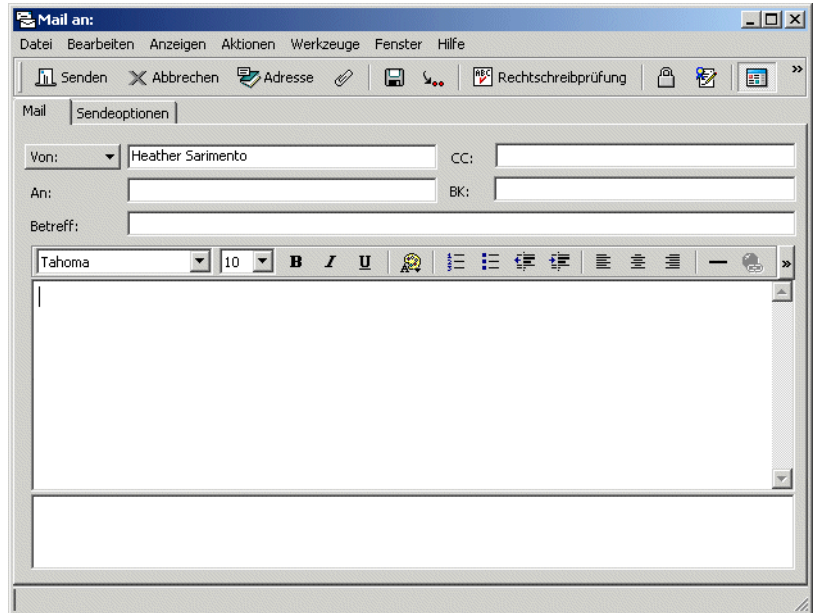 Mail an:
Datei Bearbeiten Anzeigen Aktionen Werkzeuge Fenster Hilfe
Senden Abbrechen Adresse ABC Rechtschreibprüfung »
Mail Sendeoptionen
Von: Heather Sarimento CC:
An: BK:
Betreff:
Tahoma 10 B I U »